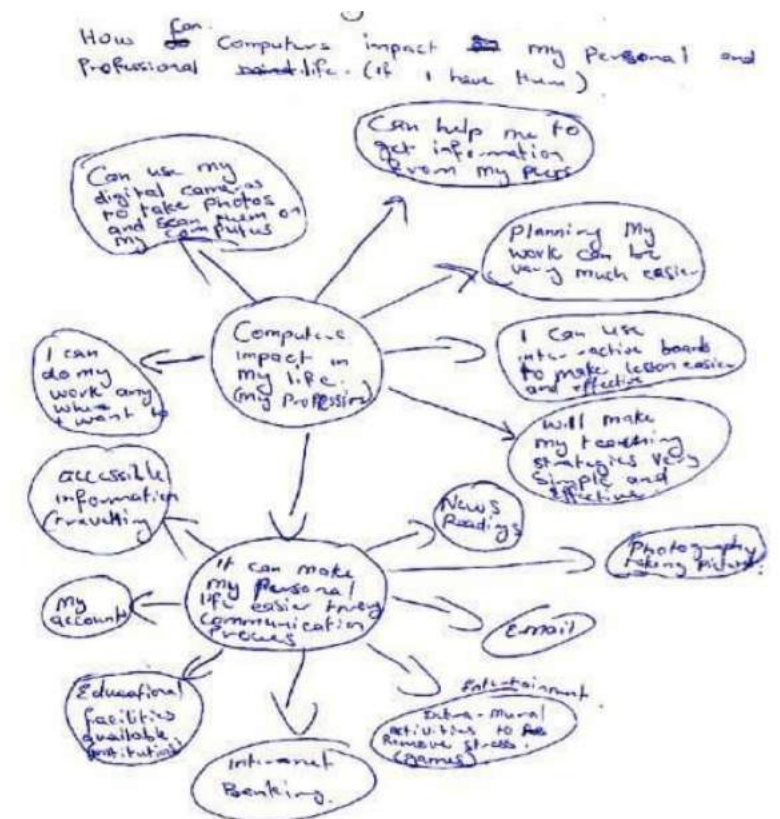 How can Computers impact my personal and
Professional life. (if I have them)
Can help me to
get information
from my peers
Can use my
digital cameras
to take photos
and scan them on
my computers
Planning My
work can be
very much easier
Computers
impact in
my life.
(my Profession)
I can
do my
work any
where
I want to
I can use
inter-active boards
to make lesson easier
and effective
will make
my teaching
strategies very
Simple and
effective.
accessible
information
travelling
News
Readings
Photography
taking pictures.
It can make
my Personal
life easier
communication
my
accounts
E-mail
Educational
facilities
available
institutions
Entertainment.
Extra-mural
activities to
Remove stress.
(games)
Internet
Banking.